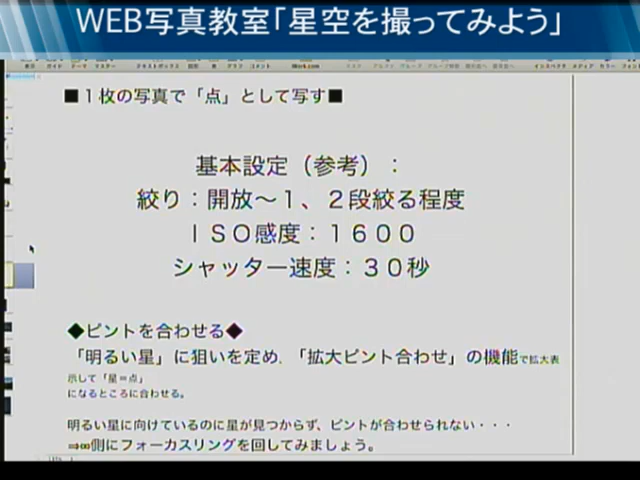 WEB写真教室「星空を撮ってみよう」
■１枚の写真で「点」として写す■
基本設定（参考）：
絞り：開放～１、２段絞る程度
ＩＳＯ感度：１６００
シャッター速度：３０秒
◆ピントを合わせる◆
「明るい星」に狙いを定め、「拡大ピント合わせ」の機能で拡大表
示して「星＝点」
になるところに合わせる。
明るい星に向けているのに星が見つからず、ピントが合わせられない・・・
⇒∞側にフォーカスリングを回してみましょう。